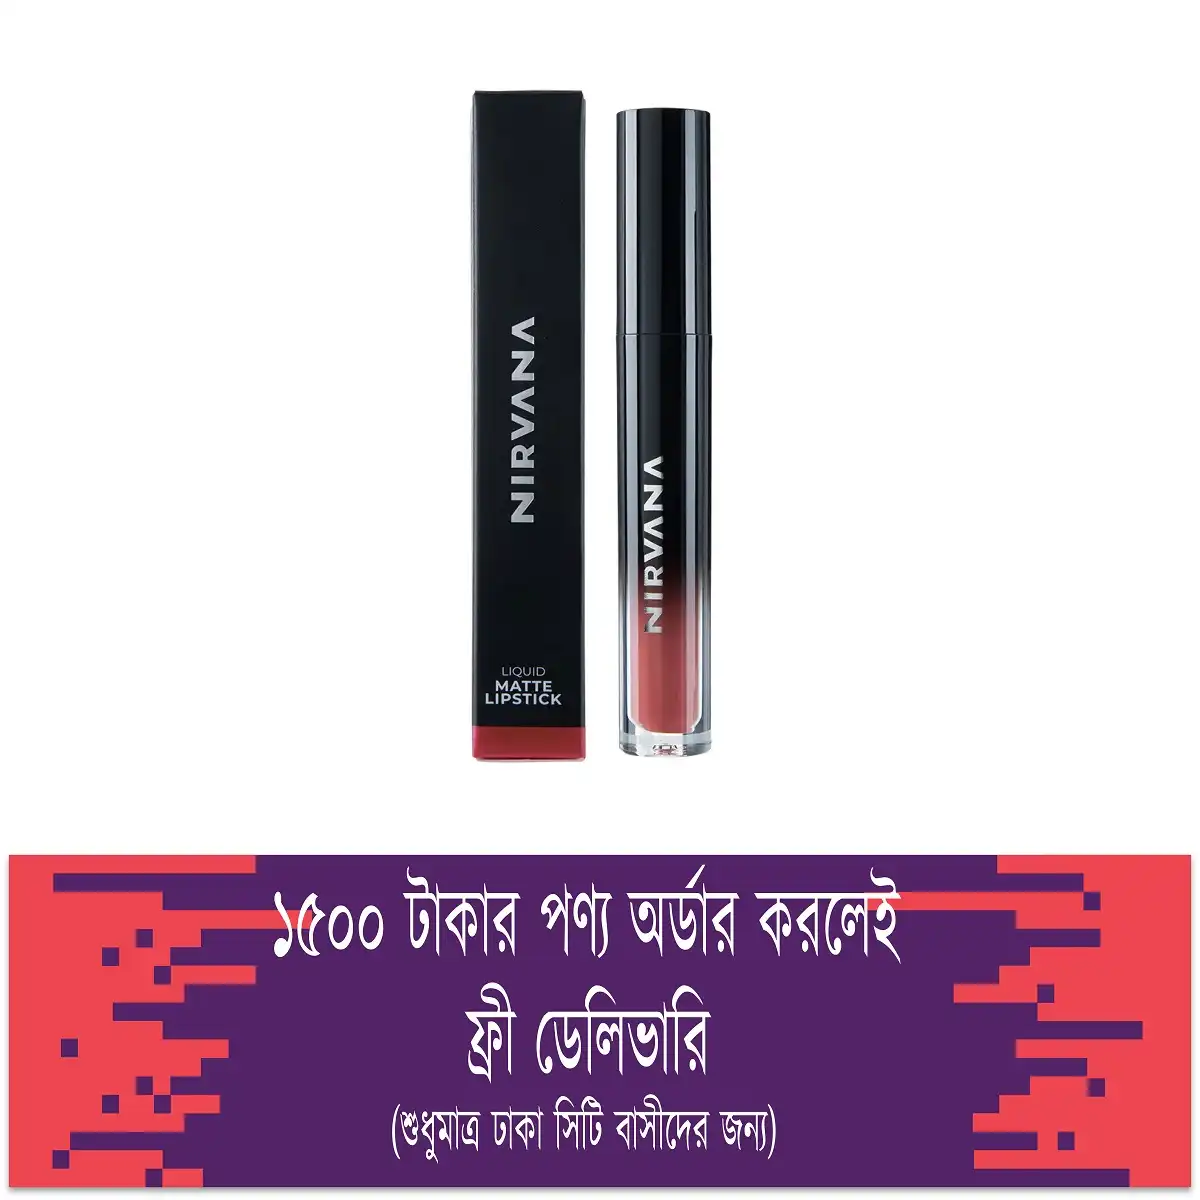 NIRVANA
LIQUID
MATTE
LIPSTICK
NIRVANA
১৫০০ টাকার পণ্য অর্ডার করলেই
ফ্রী ডেলিভারি
(শুধুমাত্র ঢাকা সিটি বাসীদের জন্য)